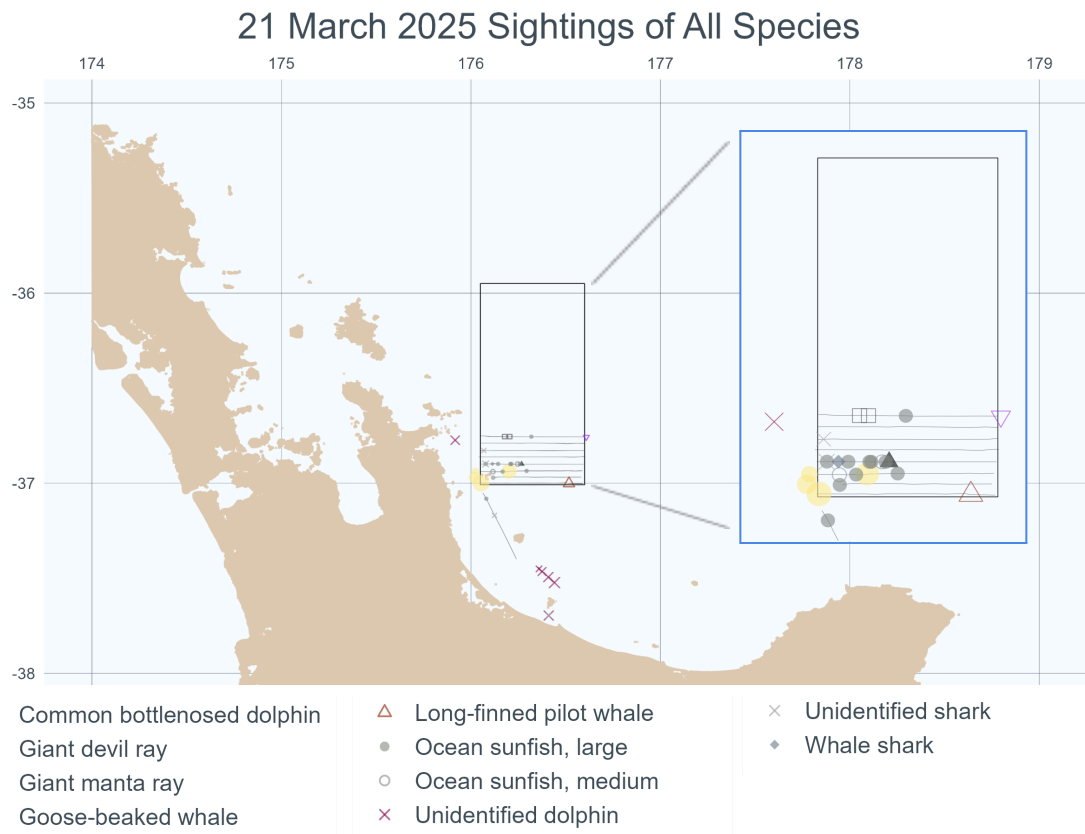 21 March 2025 Sightings of All Species
174 175 176 177 178 179
-35
-36
-37
-38
Common bottlenosed dolphin
Giant devil ray
Giant manta ray
Goose-beaked whale
Long-finned pilot whale
Ocean sunfish, large
Ocean sunfish, medium
Unidentified dolphin
Unidentified shark
Whale shark